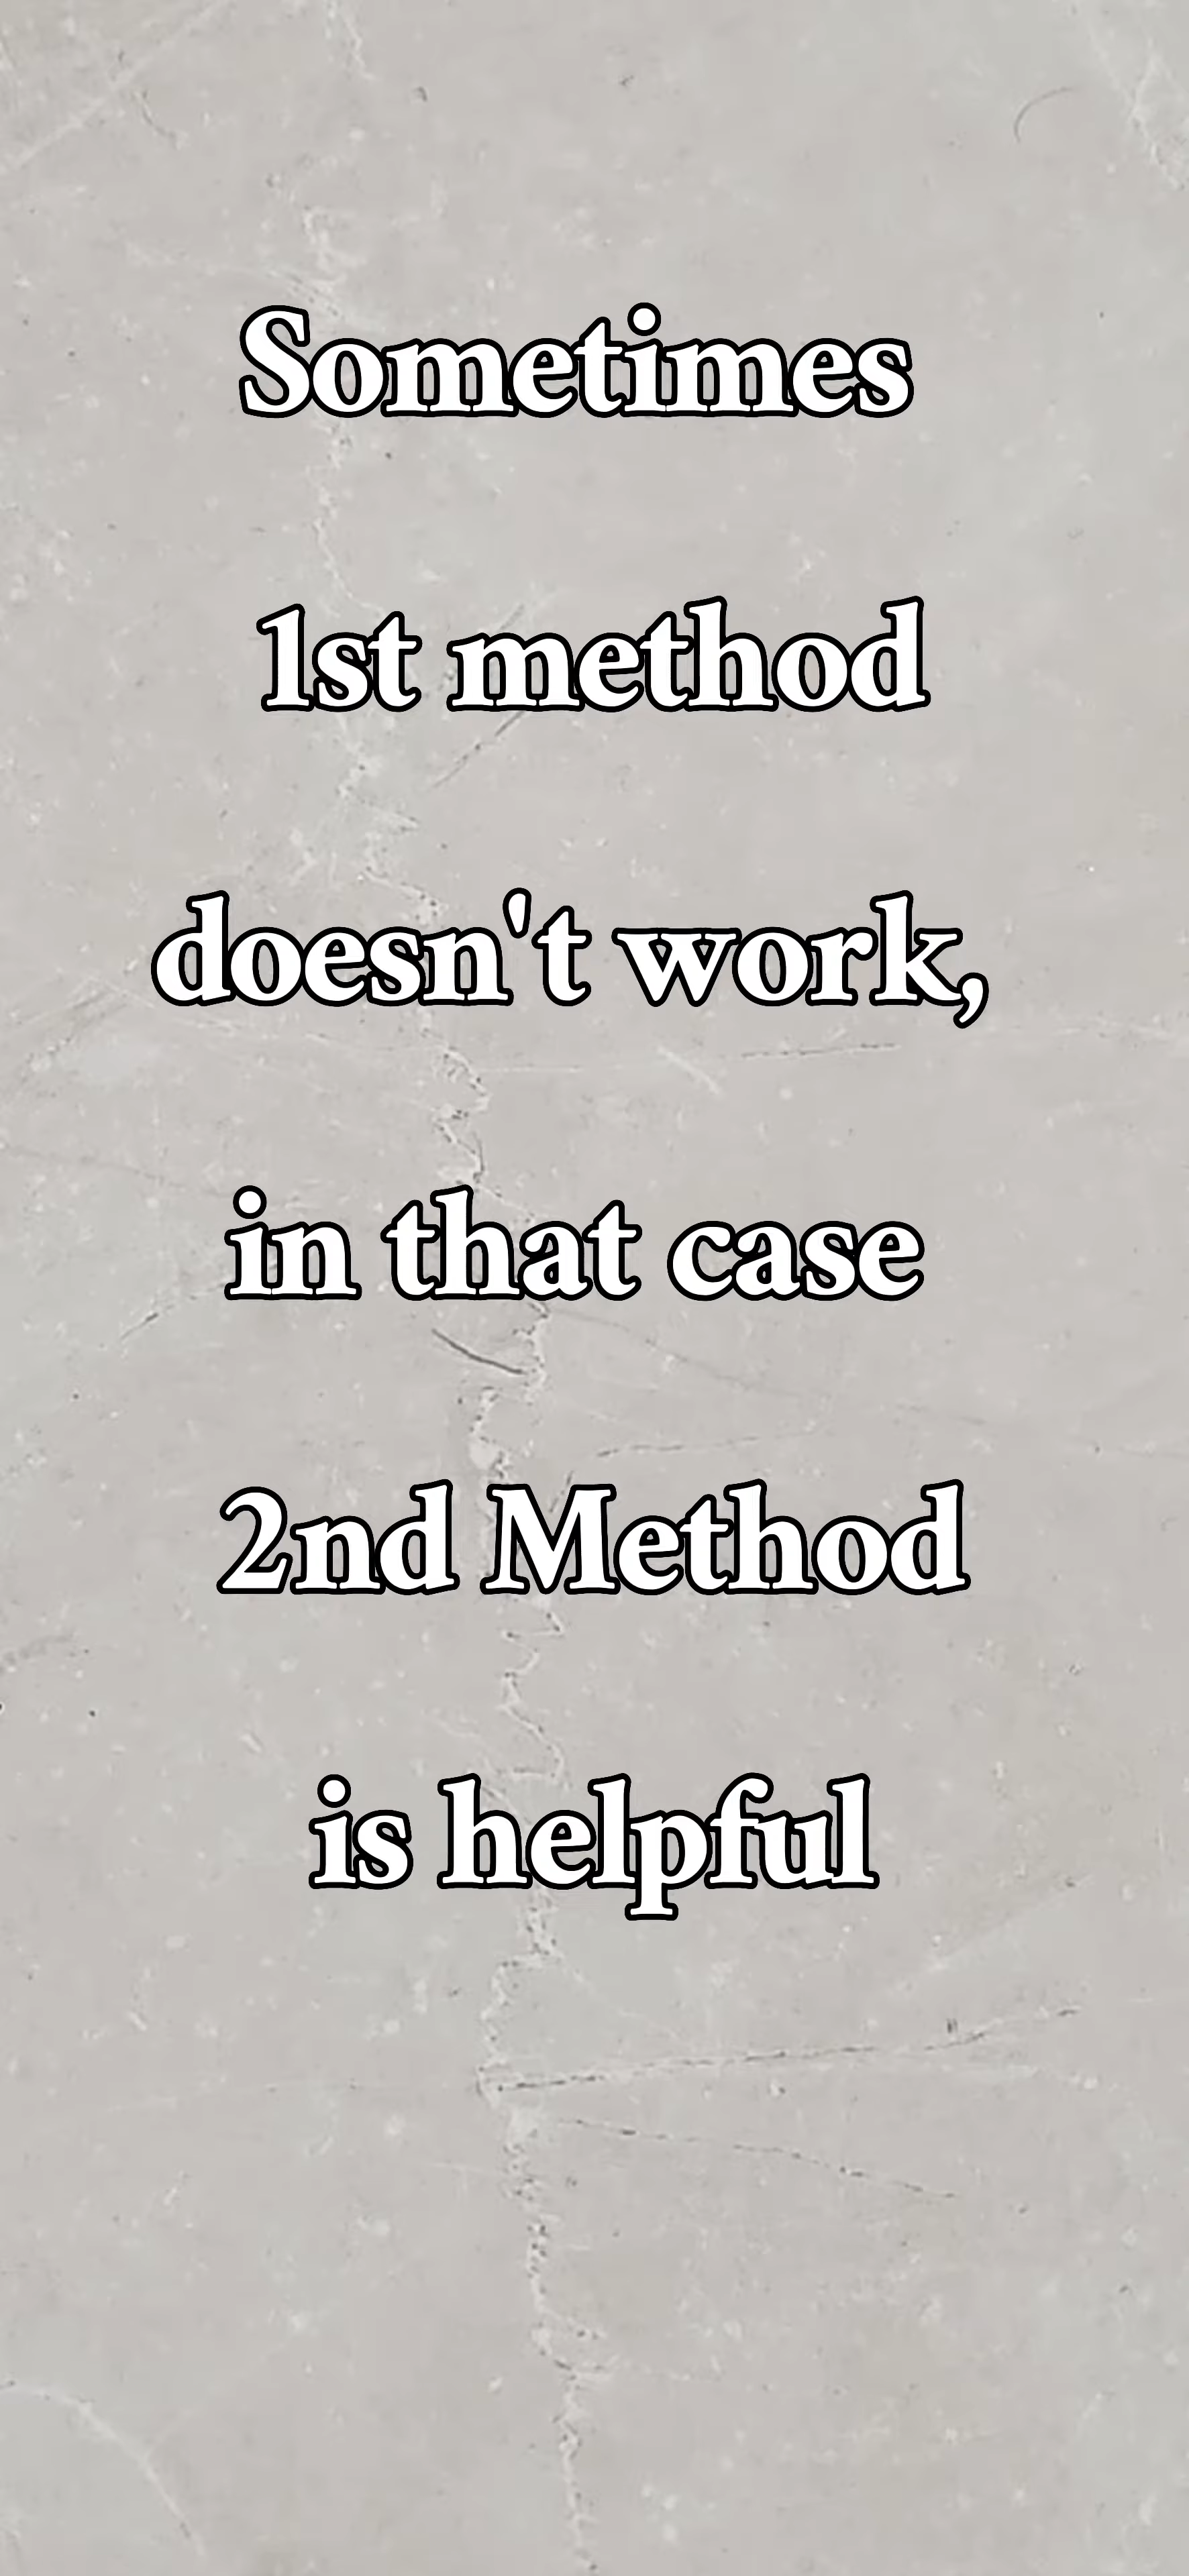 Sometimes
1st method
doesn't work,
in that case
2nd Method
is helpful